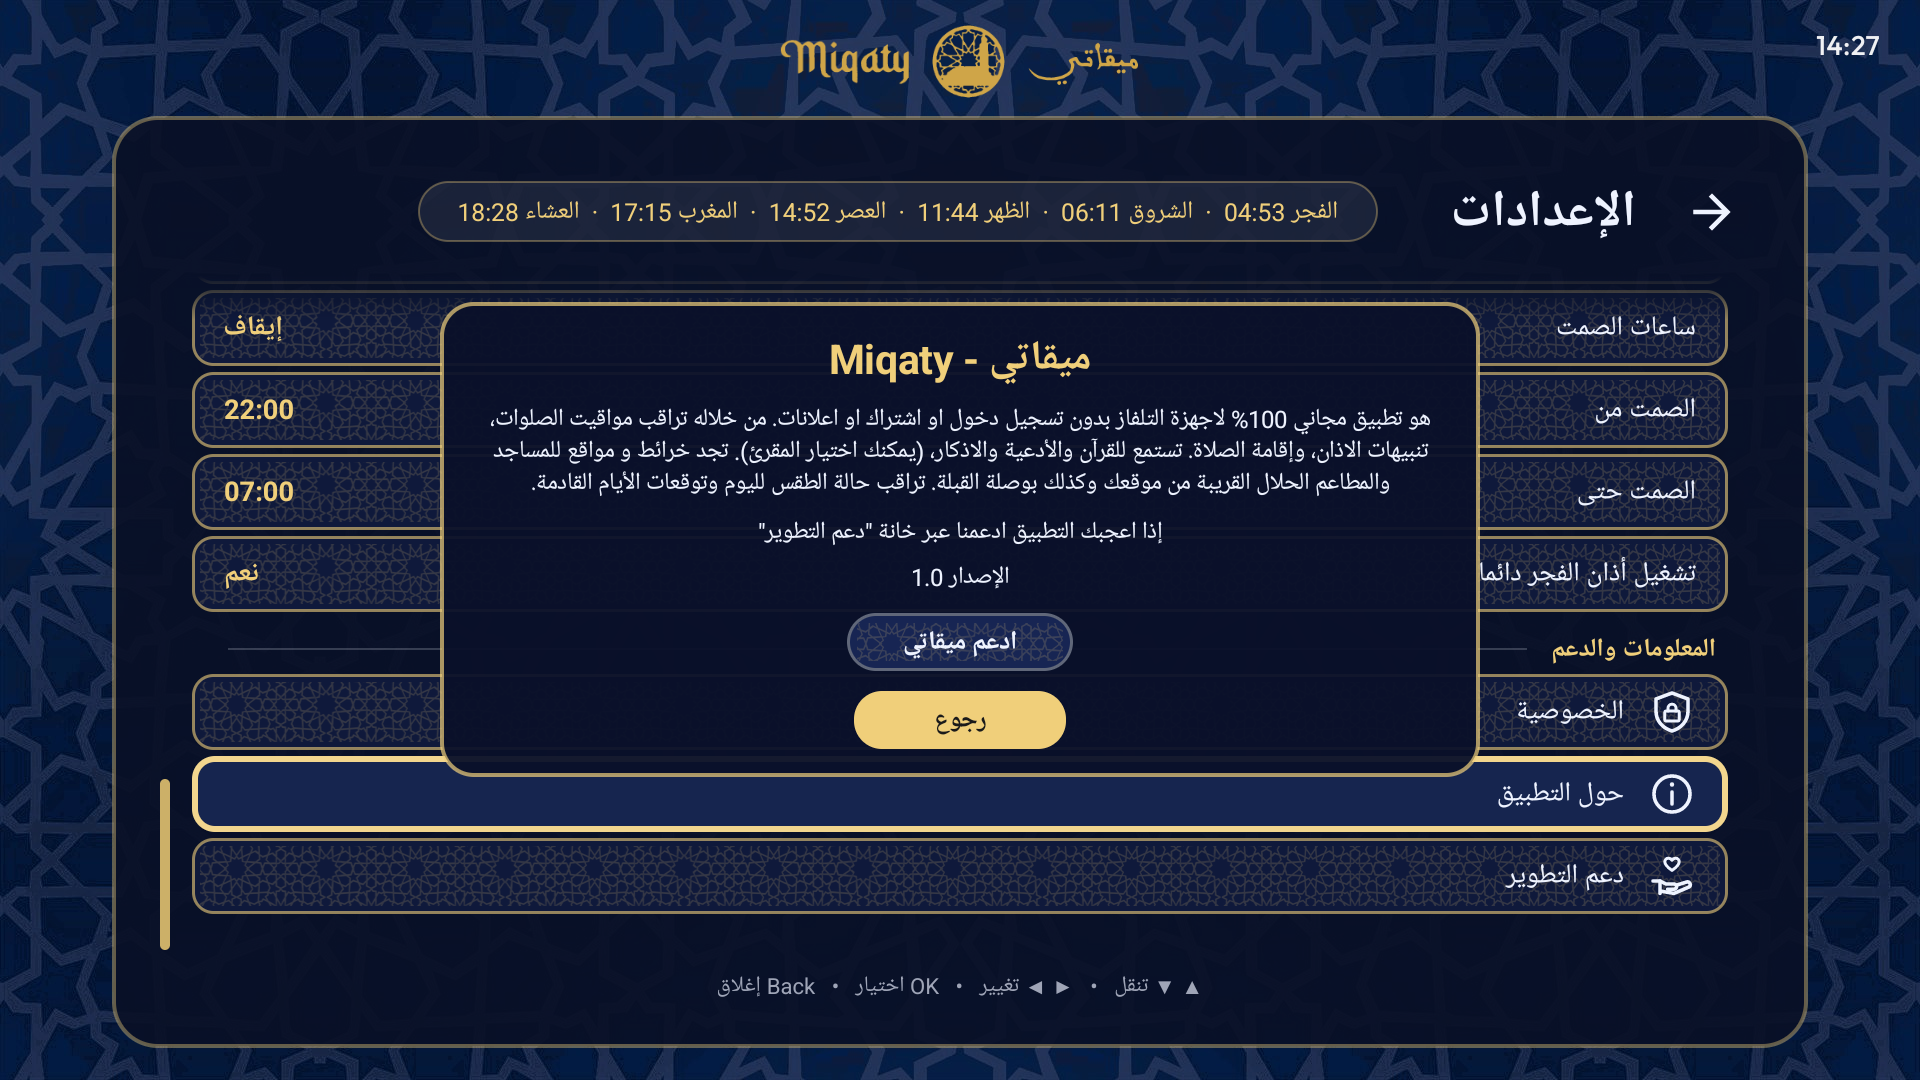 Miqaty ميقاتي
14:27
الإعدادات
الفجر 04:53 · الشروق 06:11 · الظهر 11:44 · العصر 14:52 · المغرب 17:15 · العشاء 18:28
ساعات الصمت
إيقاف
الصمت من
22:00
الصمت حتى
07:00
تشغيل أذان الفجر دائما
نعم
المعلومات والدعم
الخصوصية
حول التطبيق
دعم التطوير
ميقاتي - Miqaty
هو تطبيق مجاني 100% لاجهزة التلفاز بدون تسجيل دخول او اشتراك او اعلانات. من خلاله تراقب مواقيت الصلوات،
تنبيهات الاذان، وإقامة الصلاة. تستمع للقرآن والأدعية والاذكار، (يمكنك اختيار المقرئ). تجد خرائط و مواقع للمساجد
والمطاعم الحلال القريبة من موقعك وكذلك بوصلة القبلة. تراقب حالة الطقس لليوم وتوقعات الأيام القادمة.
إذا اعجبك التطبيق ادعمنا عبر خانة "دعم التطوير"
الإصدار 1.0
ادعم ميقاتي
رجوع
▲ ▼ تنقل • ◄ ► تغيير • OK اختيار • Back إغلاق